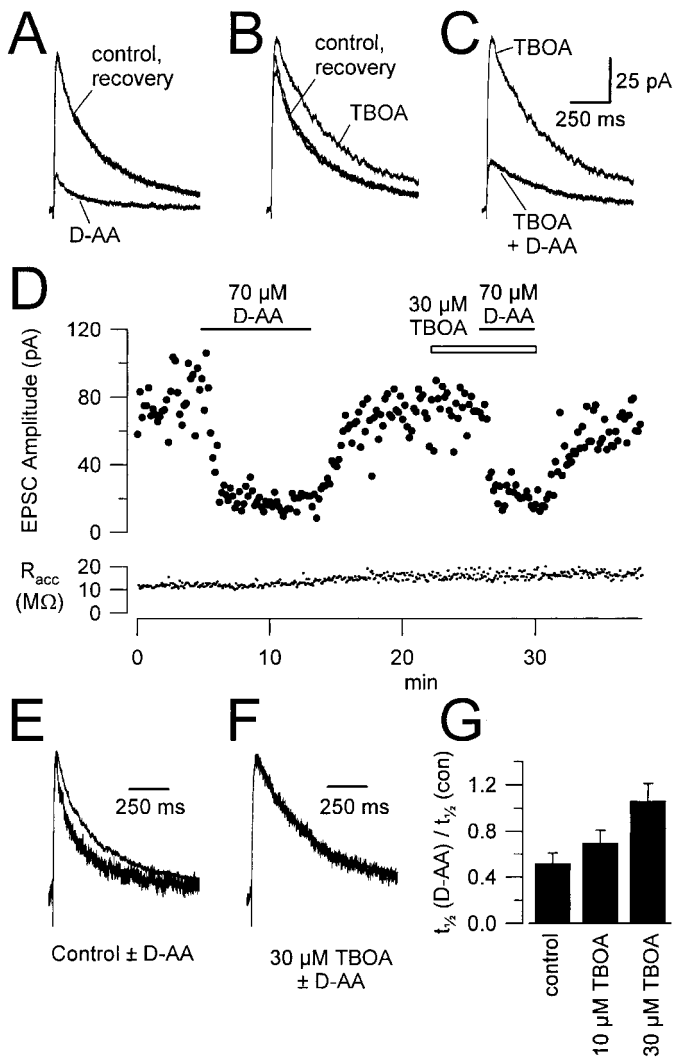 A
control,
recovery
D-AA
B
control,
recovery
TBOA
C
TBOA
25 pA
250 ms
TBOA
+ D-AA
D
70 µM
D-AA
30 µM
TBOA
70 µM
D-AA
EPSC Amplitude (pA)
120
80
40
0
Racc
(MΩ)
20
10
0
0
10
20
30
min
E
250 ms
Control ± D-AA
F
250 ms
30 µM TBOA
± D-AA
G
t½ (D-AA) / t½ (con)
1.2
0.8
0.4
0.0
control
10 µM TBOA
30 µM TBOA